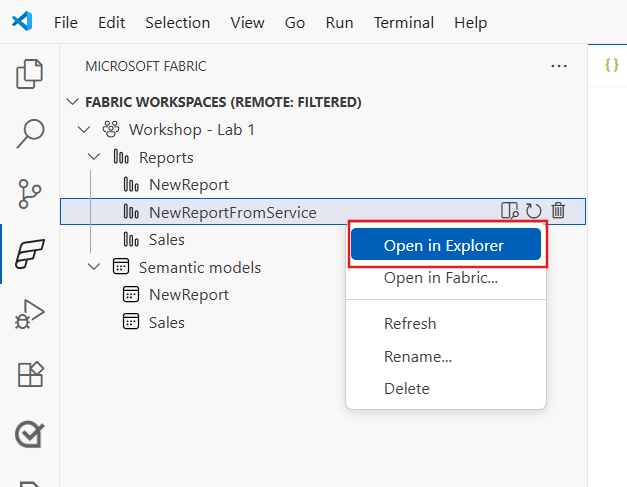 File Edit Selection View Go Run Terminal Help
MICROSOFT FABRIC ...
FABRIC WORKSPACES (REMOTE: FILTERED)
Workshop - Lab 1
Reports
NewReport
NewReportFromService
Sales
Semantic models
NewReport
Sales
Open in Explorer
Open in Fabric...
Refresh
Rename...
Delete
{}